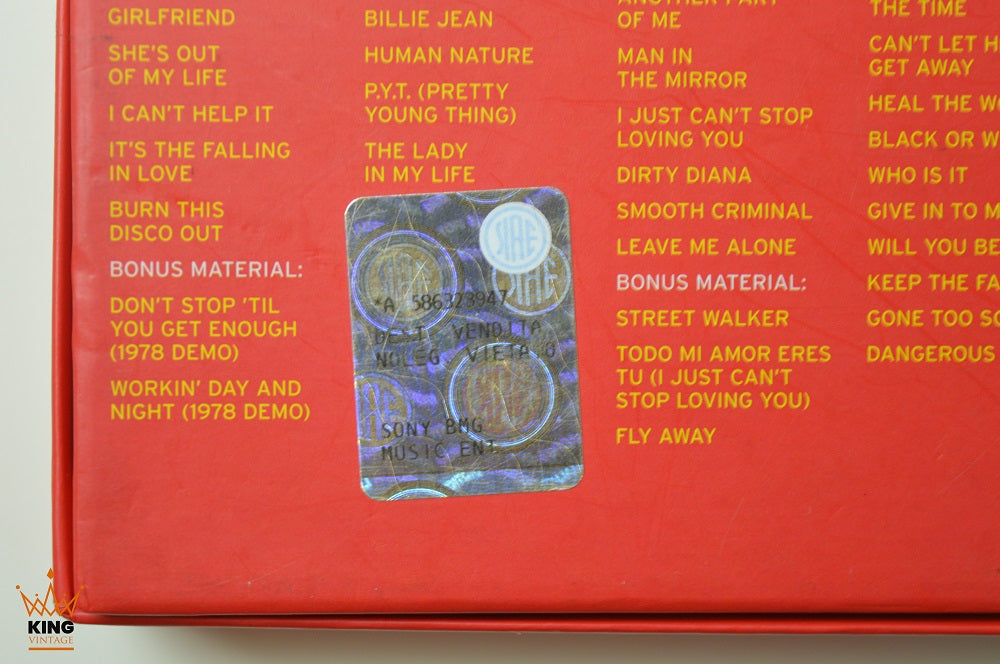 GIRLFRIEND
SHE'S OUT
OF MY LIFE
I CAN'T HELP IT
IT'S THE FALLING
IN LOVE
BURN THIS
DISCO OUT
BONUS MATERIAL:
DON'T STOP 'TIL
YOU GET ENOUGH
(1978 DEMO)
WORKIN' DAY AND
NIGHT (1978 DEMO)
BILLIE JEAN
HUMAN NATURE
P.Y.T. (PRETTY
YOUNG THING)
THE LADY
IN MY LIFE
*A 586323947
DEST. VENDITA
NOLEG. VIETA 0
SONY BMG
MUSIC ENT
ANOTHER PART
OF ME
MAN IN
THE MIRROR
I JUST CAN'T STOP
LOVING YOU
DIRTY DIANA
SMOOTH CRIMINAL
LEAVE ME ALONE
BONUS MATERIAL:
STREET WALKER
TODO MI AMOR ERES
TU (I JUST CAN'T
STOP LOVING YOU)
FLY AWAY
THE TIME
CAN'T LET H
GET AWAY
HEAL THE WO
BLACK OR W
WHO IS IT
GIVE IN TO M
WILL YOU BE
KEEP THE FA
GONE TOO SO
DANGEROUS
KING
VINTAGE